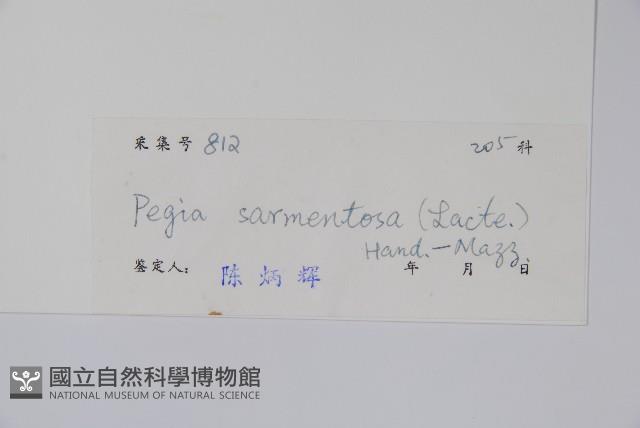 采集号 812 205 科
Pegia sarmentosa (Lacte.)
Hand.-Mazz.
鉴定人: 陈炳辉 年 月 日
國立自然科學博物館
NATIONAL MUSEUM OF NATURAL SCIENCE